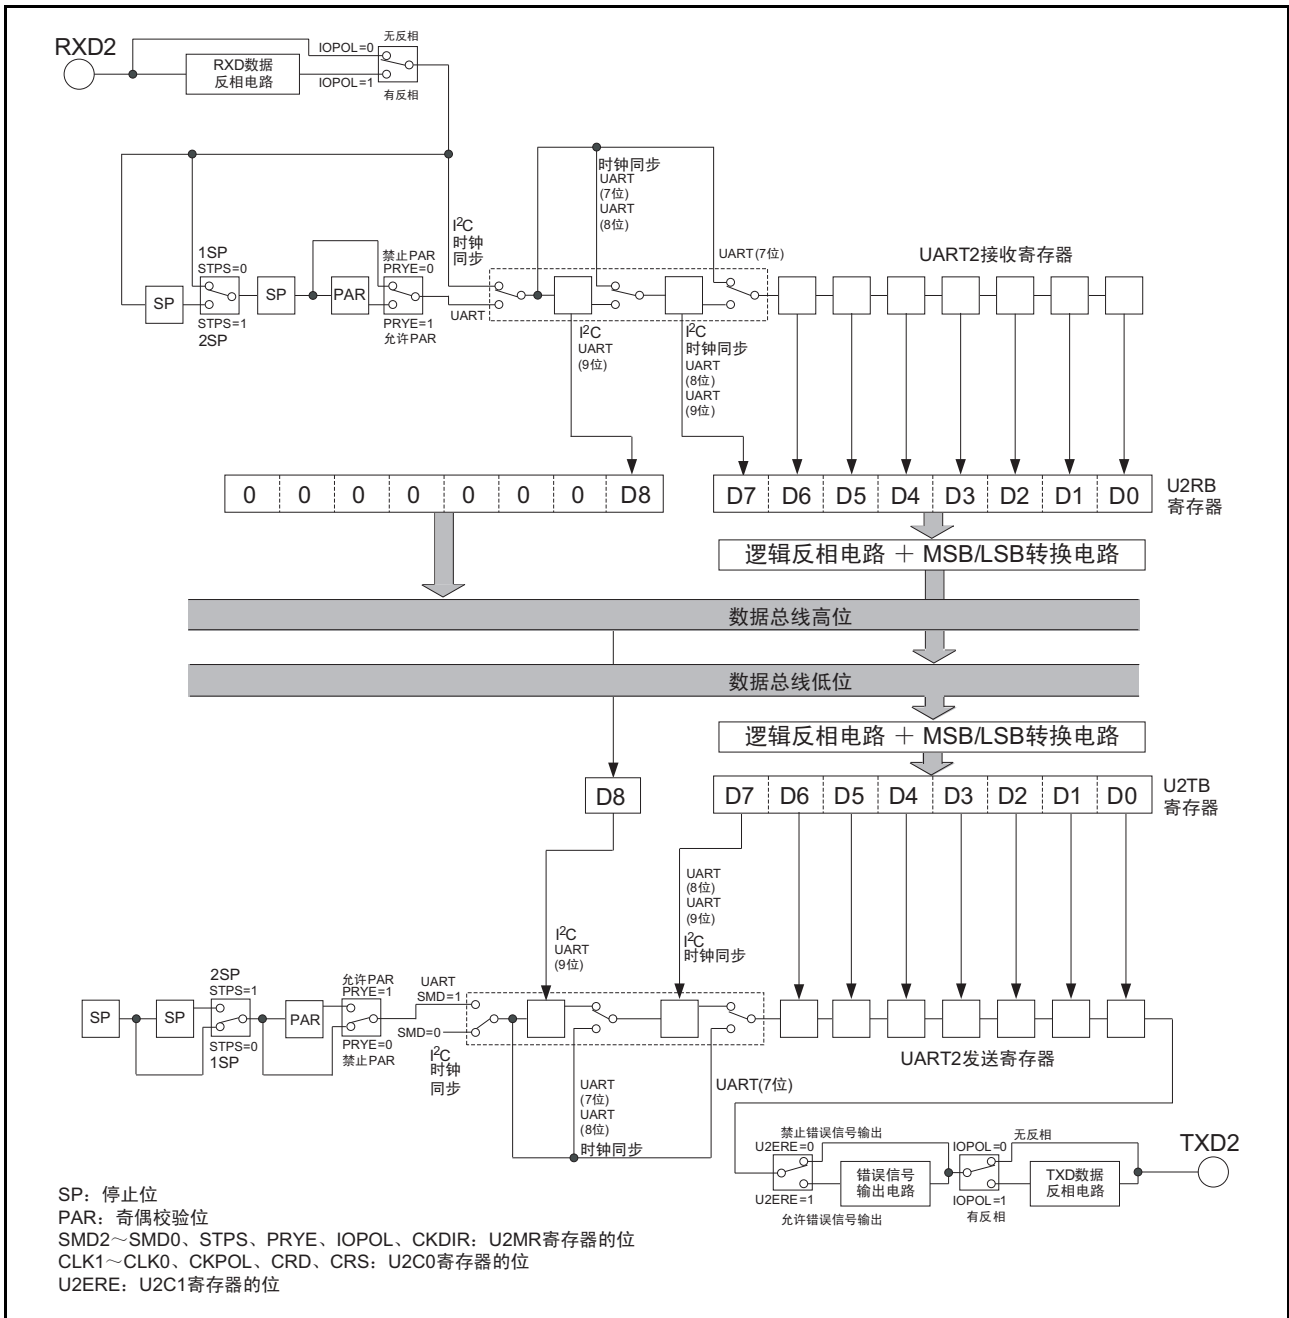 RXD2
无反相
IOPOL=0
RXD数据
反相电路
IOPOL=1
有反相
时钟同步
UART
(7位)
UART
(8位)
I²C
时钟
同步
1SP
STPS=0
禁止PAR
PRYE=0
UART(7位)
UART2接收寄存器
SP
SP
PAR
STPS=1
2SP
PRYE=1
允许PAR
UART
I²C
UART
(9位)
I²C
时钟同步
UART
(8位)
UART
(9位)
0 0 0 0 0 0 0 D8
D7 D6 D5 D4 D3 D2 D1 D0
U2RB
寄存器
逻辑反相电路 ＋ MSB/LSB转换电路
数据总线高位
数据总线低位
逻辑反相电路 ＋ MSB/LSB转换电路
D8
D7 D6 D5 D4 D3 D2 D1 D0
U2TB
寄存器
UART
(8位)
UART
(9位)
I²C
时钟同步
I²C
UART
(9位)
2SP
STPS=1
允许PAR
PRYE=1
UART
SMD=1
SP
SP
PAR
SMD=0
STPS=0
1SP
PRYE=0
禁止PAR
I²C
时钟
同步
UART2发送寄存器
UART
(7位)
UART
(8位)
时钟同步
UART(7位)
禁止错误信号输出
U2ERE=0
IOPOL=0
无反相
TXD2
错误信号
输出电路
TXD数据
反相电路
U2ERE=1
允许错误信号输出
IOPOL=1
有反相
SP：停止位
PAR：奇偶校验位
SMD2～SMD0、STPS、PRYE、IOPOL、CKDIR：U2MR寄存器的位
CLK1～CLK0、CKPOL、CRD、CRS：U2C0寄存器的位
U2ERE：U2C1寄存器的位